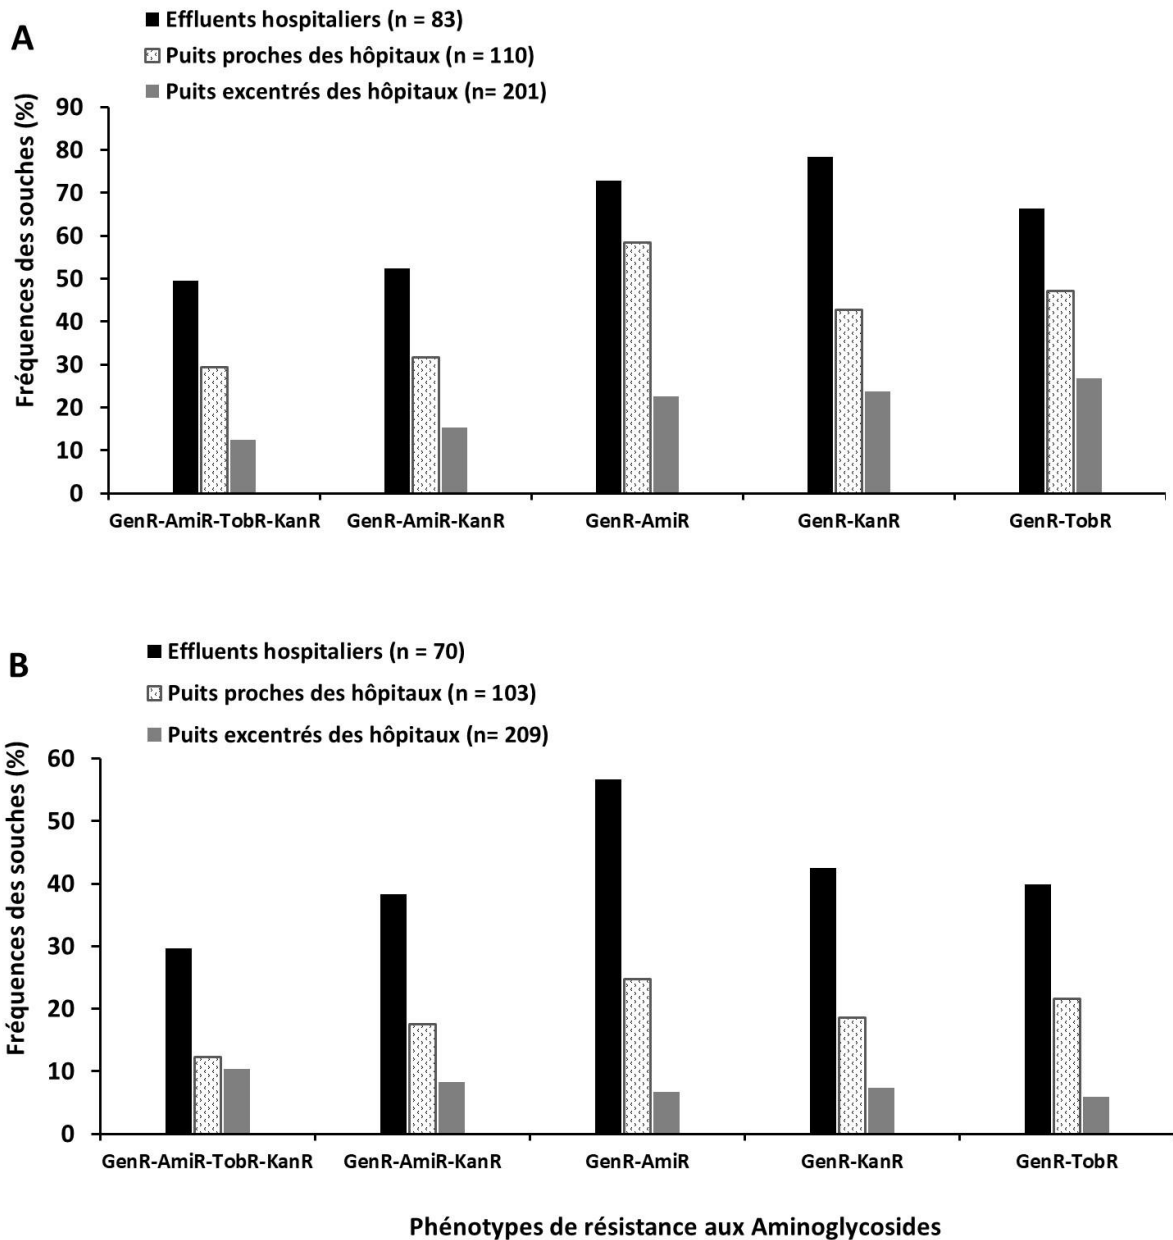 A
Effluents hospitaliers (n = 83)
Puits proches des hôpitaux (n = 110)
Puits excentrés des hôpitaux (n= 201)
Fréquences des souches (%)
90
80
70
60
50
40
30
20
10
0
GenR-AmiR-TobR-KanR GenR-AmiR-KanR GenR-AmiR GenR-KanR GenR-TobR
B
Effluents hospitaliers (n = 70)
Puits proches des hôpitaux (n = 103)
Puits excentrés des hôpitaux (n= 209)
Fréquences des souches (%)
60
50
40
30
20
10
0
GenR-AmiR-TobR-KanR GenR-AmiR-KanR GenR-AmiR GenR-KanR GenR-TobR
Phénotypes de résistance aux Aminoglycosides